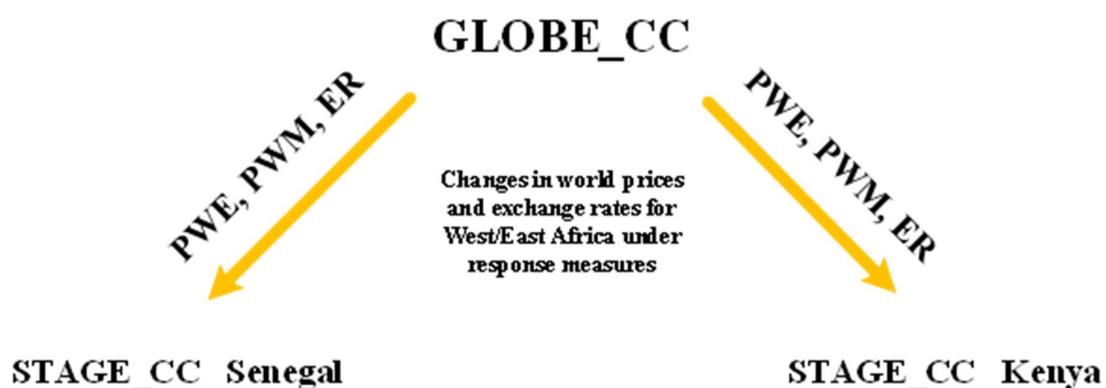 GLOBE_CC
PWE, PWM, ER
PWE, PWM, ER
Changes in world prices
and exchange rates for
West/East Africa under
response measures
STAGE_CC Senegal
STAGE_CC Kenya